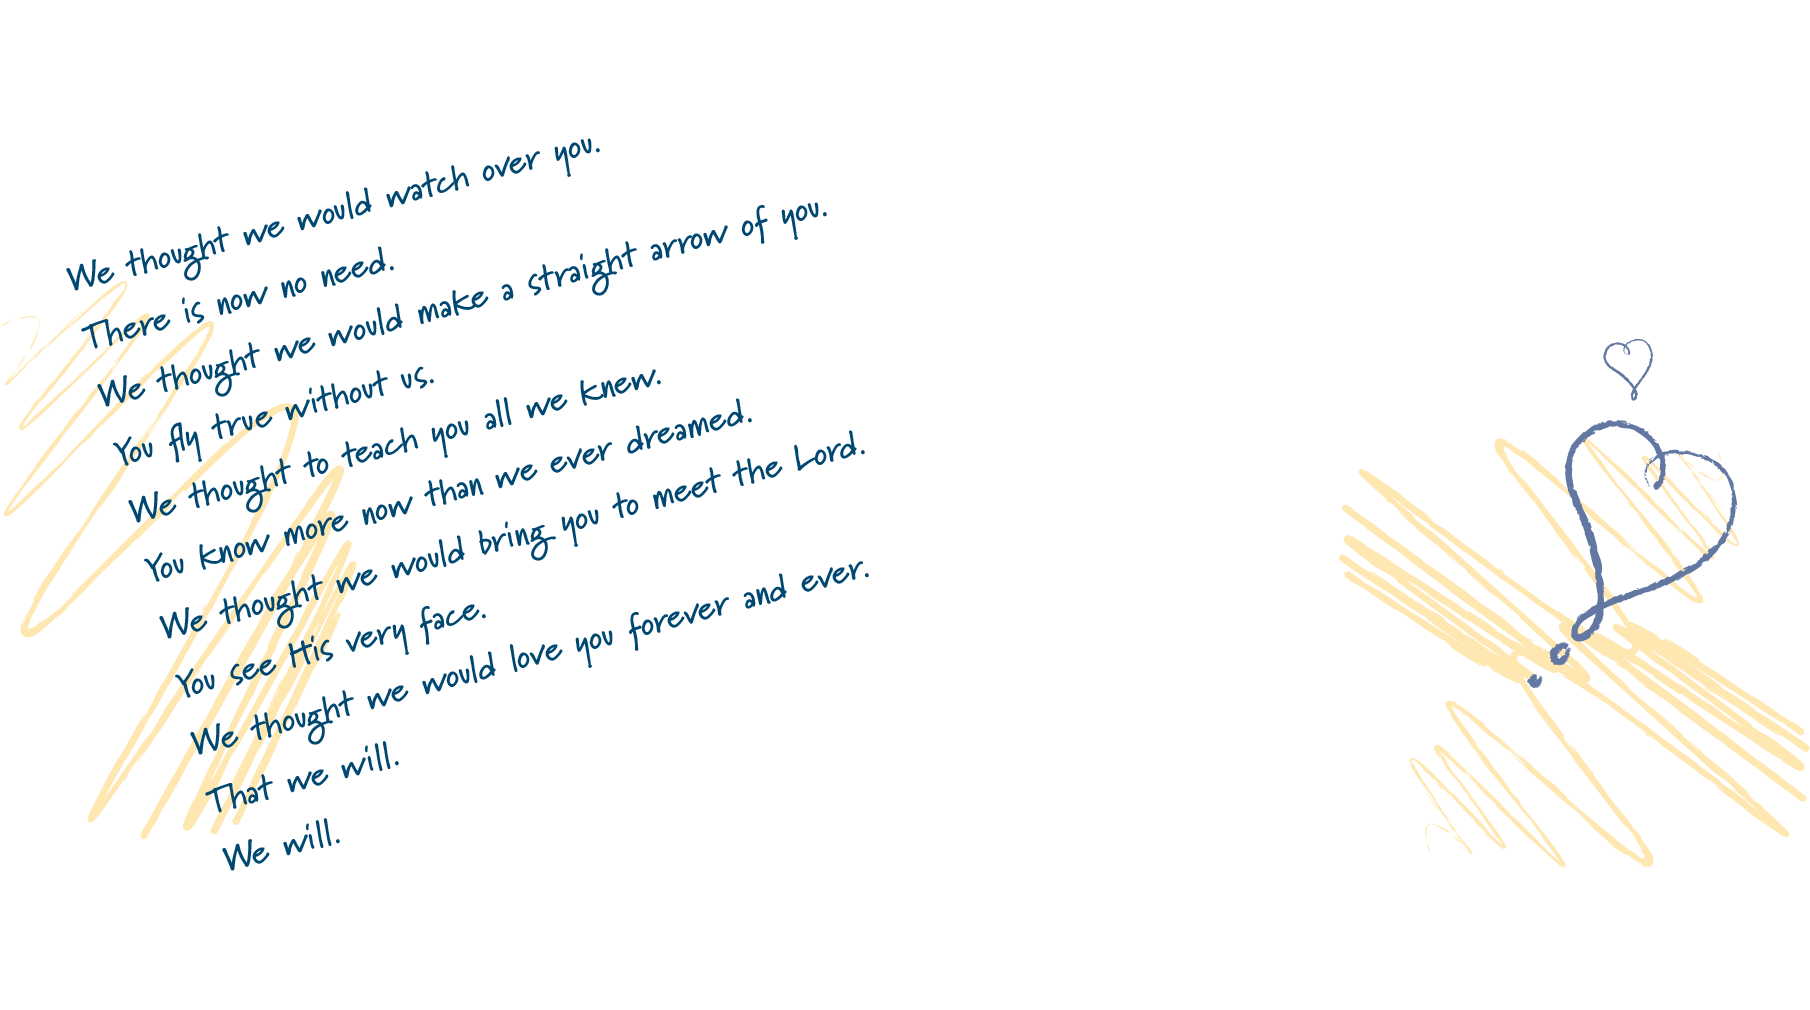 We thought we would watch over you.
There is now no need.
We thought we would make a straight arrow of you.
You fly true without us.
We thought to teach you all we knew.
You know more now than we ever dreamed.
We thought we would bring you to meet the Lord.
You see His very face.
We thought we would love you forever and ever.
That we will.
We will.